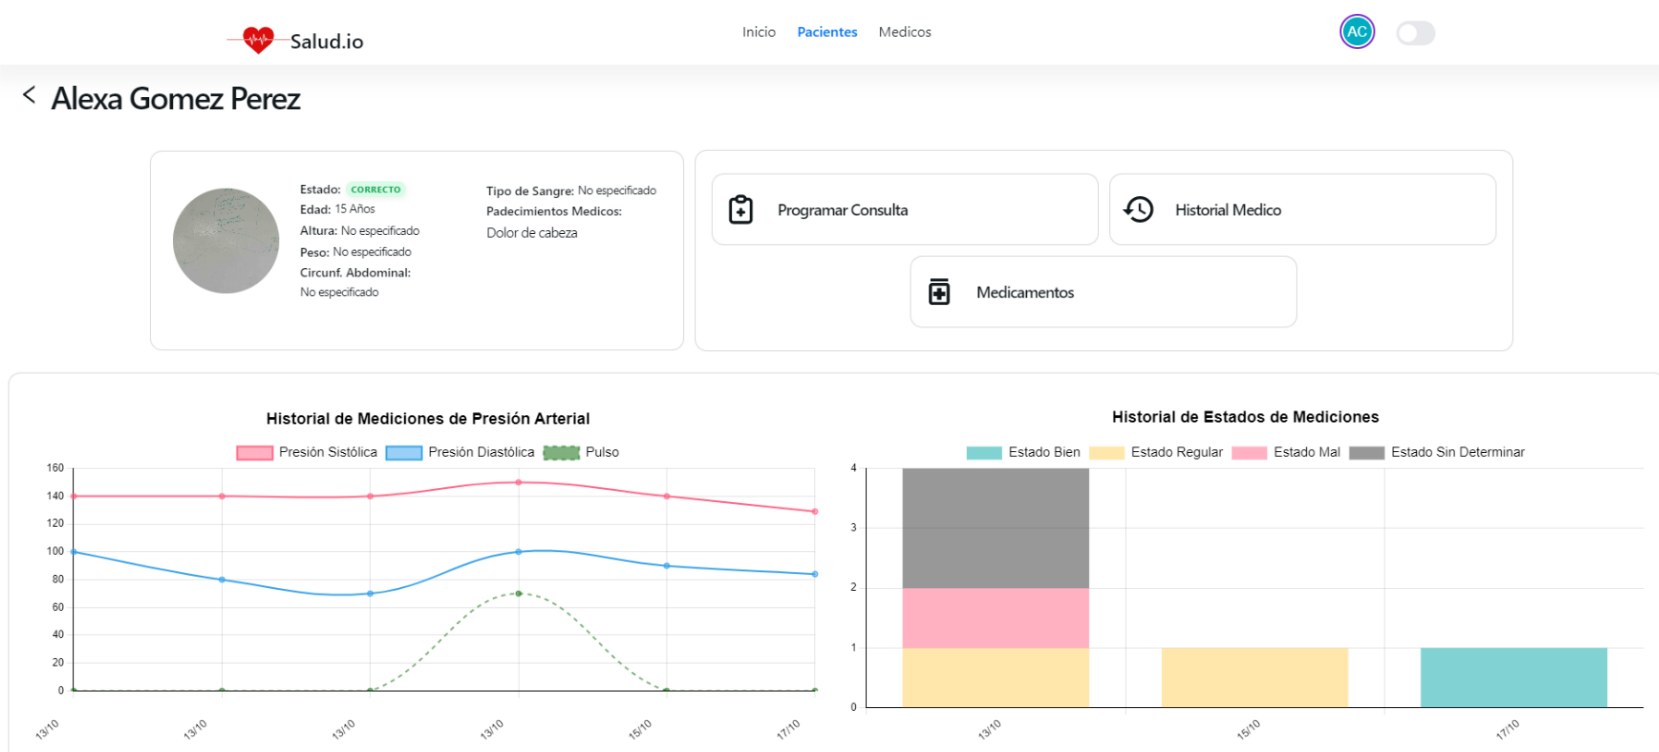 Salud.io
Inicio Pacientes Medicos
AC
< Alexa Gomez Perez
Estado: CORRECTO
Edad: 15 Años
Altura: No especificado
Peso: No especificado
Circunf. Abdominal:
No especificado
Tipo de Sangre: No especificado
Padecimientos Medicos:
Dolor de cabeza
Programar Consulta
Historial Medico
Medicamentos
Historial de Mediciones de Presión Arterial
Presión Sistólica Presión Diastólica Pulso
160
140
120
100
80
60
40
20
0
13/10 13/10 13/10 13/10 15/10 17/10
Historial de Estados de Mediciones
Estado Bien Estado Regular Estado Mal Estado Sin Determinar
4
3
2
1
0
13/10 15/10 17/10